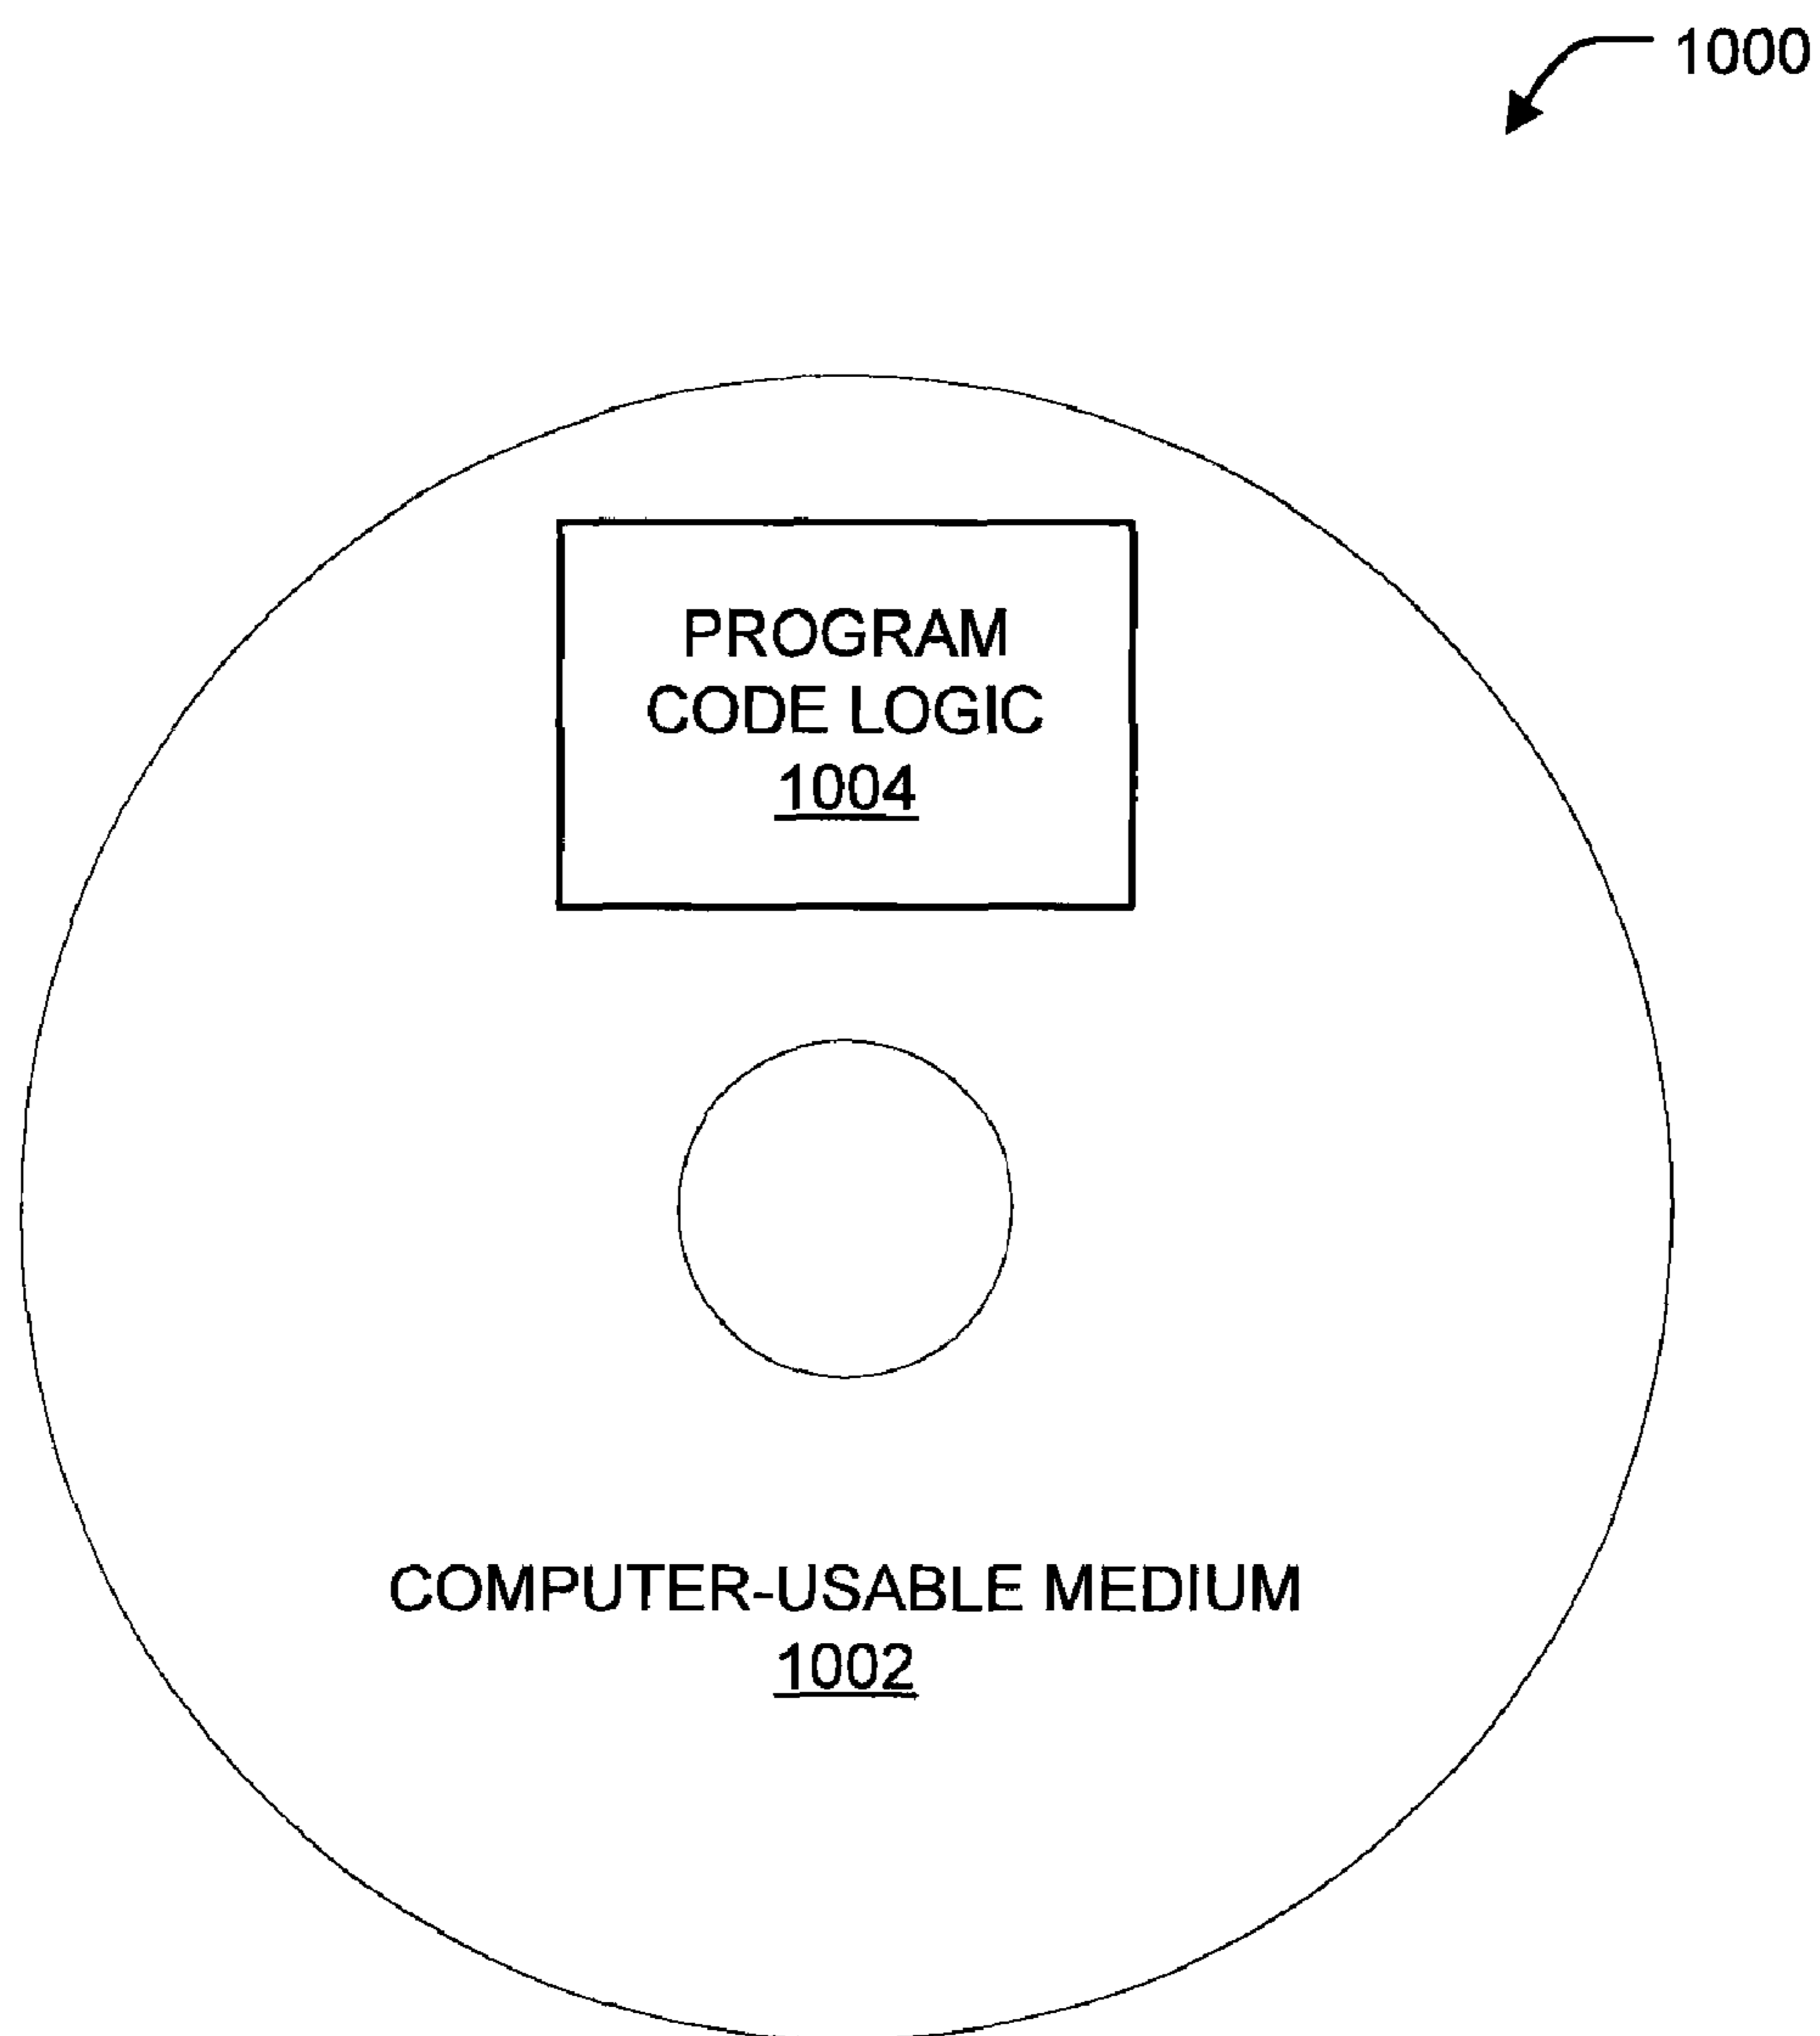 1000
PROGRAM
CODE LOGIC
1004
COMPUTER-USABLE MEDIUM
1002